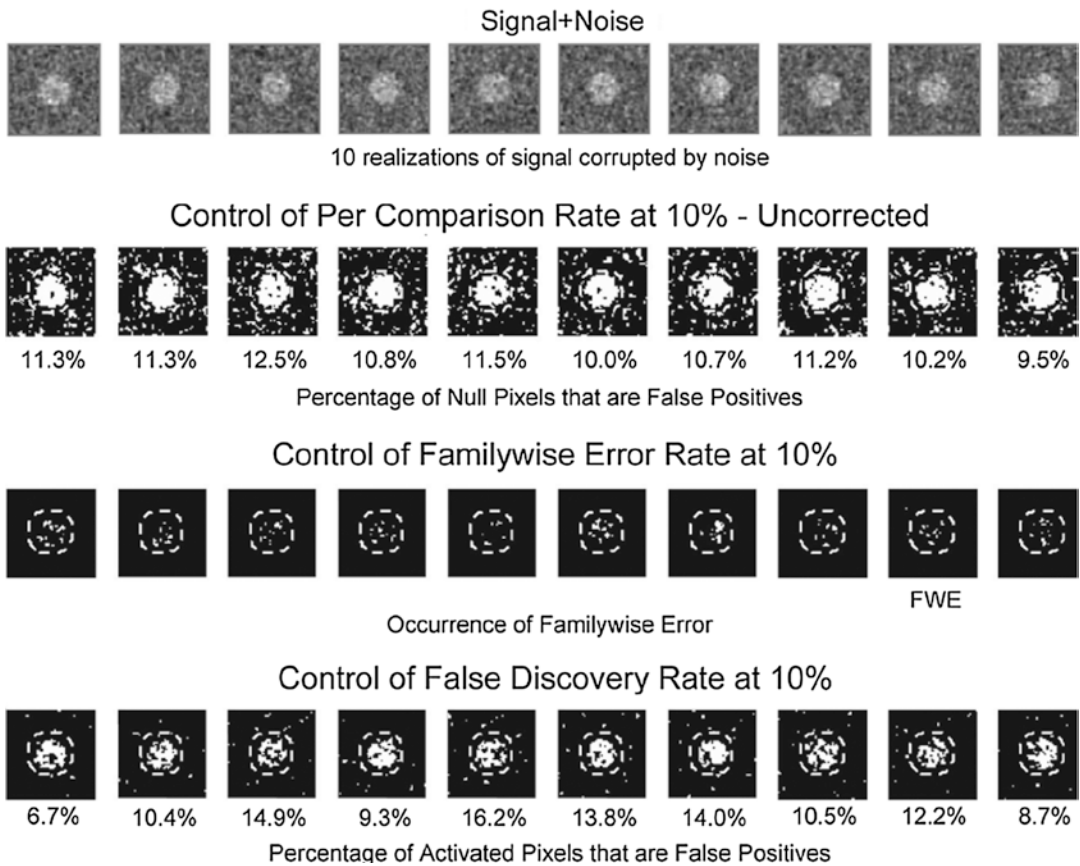 Signal+Noise
10 realizations of signal corrupted by noise
Control of Per Comparison Rate at 10% - Uncorrected
11.3% 11.3% 12.5% 10.8% 11.5% 10.0% 10.7% 11.2% 10.2% 9.5%
Percentage of Null Pixels that are False Positives
Control of Familywise Error Rate at 10%
FWE
Occurrence of Familywise Error
Control of False Discovery Rate at 10%
6.7% 10.4% 14.9% 9.3% 16.2% 13.8% 14.0% 10.5% 12.2% 8.7%
Percentage of Activated Pixels that are False Positives